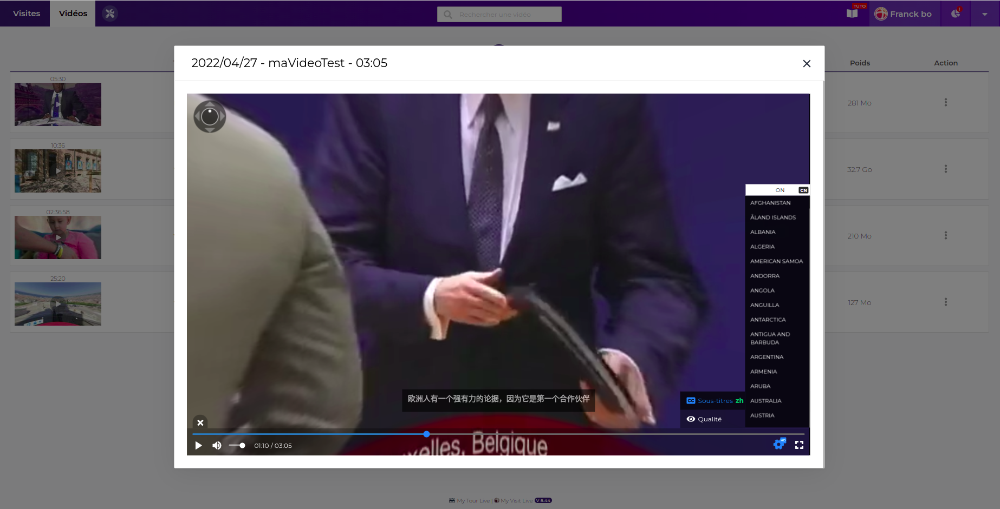 Visites
Vidéos
Rechercher une vidéo
TUTO
Franck bo
!
2022/04/27 - maVideoTest - 03:05
Poids
Action
05:30
281 Mo
10:36
32.7 Go
02:36:58
210 Mo
25:20
127 Mo
ON CN
AFGHANISTAN
ÅLAND ISLANDS
ALBANIA
ALGERIA
AMERICAN SAMOA
ANDORRA
ANGOLA
ANGUILLA
ANTARCTICA
ANTIGUA AND
BARBUDA
ARGENTINA
ARMENIA
ARUBA
AUSTRALIA
AUSTRIA
欧洲人有一个强有力的论据，因为它是第一个合作伙伴
CC Sous-titres zh
Qualité
xelles, Belgique
01:10 / 03:05
HD
My Tour Live | My Visit Live V 8.44